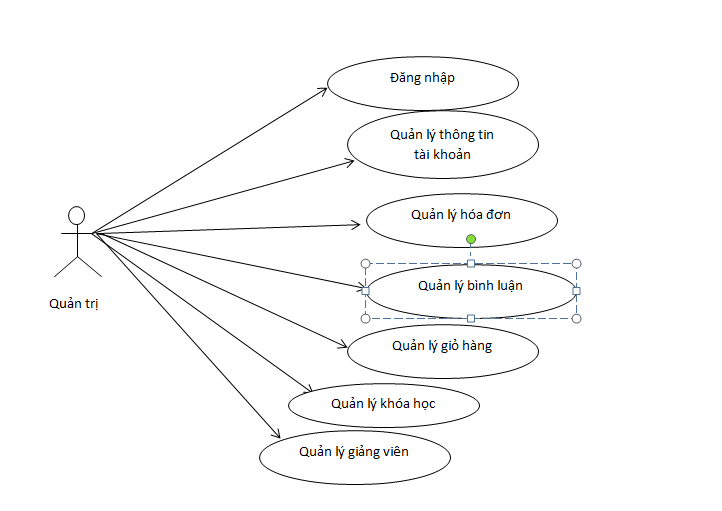 Đăng nhập
Quản lý thông tin
tài khoản
Quản lý hóa đơn
Quản lý bình luận
Quản trị
Quản lý giỏ hàng
Quản lý khóa học
Quản lý giảng viên